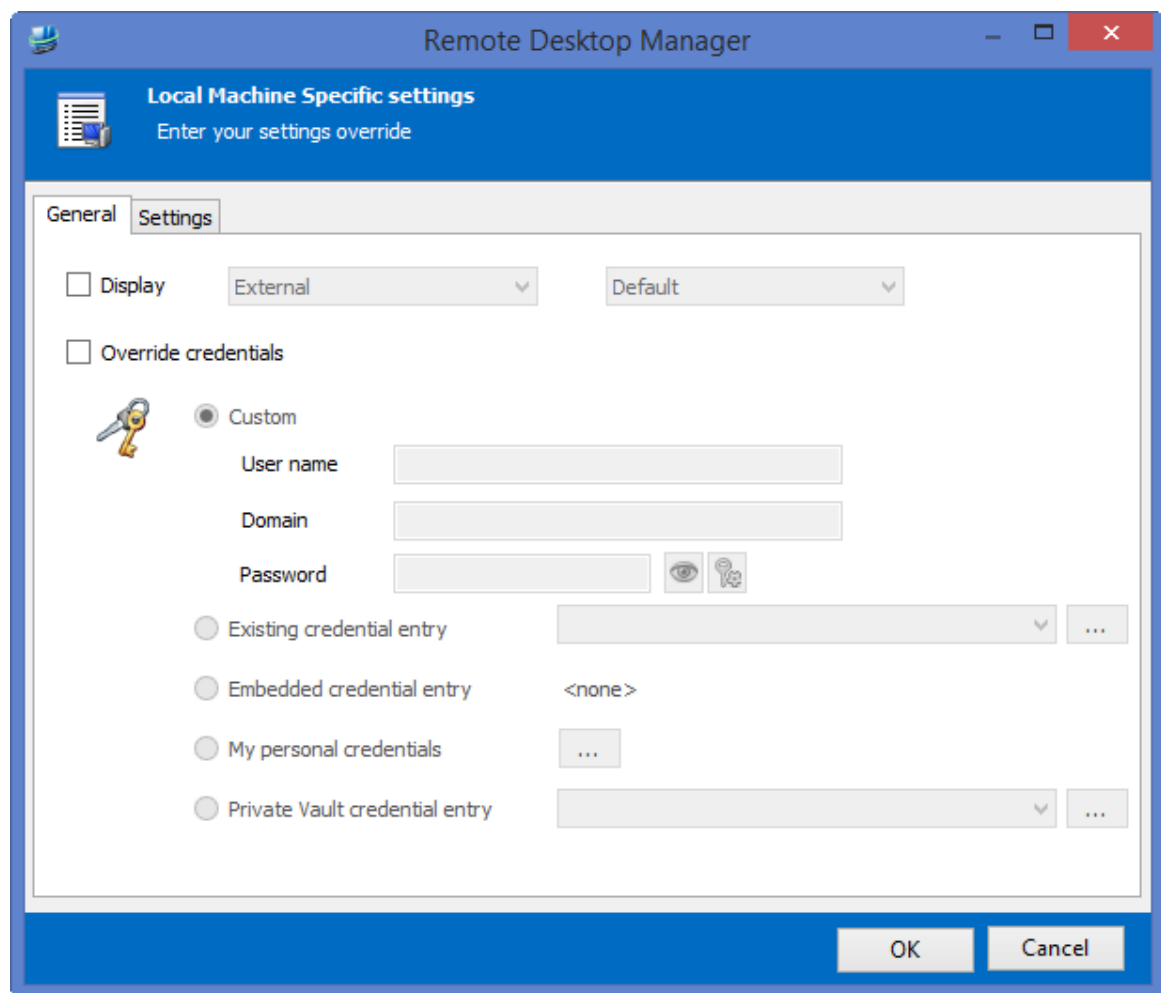 Remote Desktop Manager
Local Machine Specific settings
Enter your settings override
General Settings
Display External Default
Override credentials
Custom
User name
Domain
Password
Existing credential entry ...
Embedded credential entry <none>
My personal credentials ...
Private Vault credential entry ...
OK Cancel